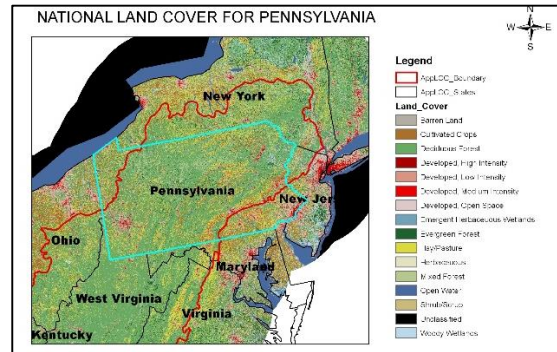 NATIONAL LAND COVER FOR PENNSYLVANIA
N
W E
S
New York
Pennsylvania
New Jer
Ohio
Maryland
West Virginia
Virginia
Kentucky
Legend
AppLCC_Boundary
AppLCC_States
Land_Cover
Barren Land
Cultivated Crops
Deciduous Forest
Developed, High Intensity
Developed, Low Intensity
Developed, Medium Intensity
Developed, Open Space
Emergent Herbaceous Wetlands
Evergreen Forest
Hay/Pasture
Herbaceous
Mixed Forest
Open Water
Shrub/Scrub
Unclassified
Woody Wetlands